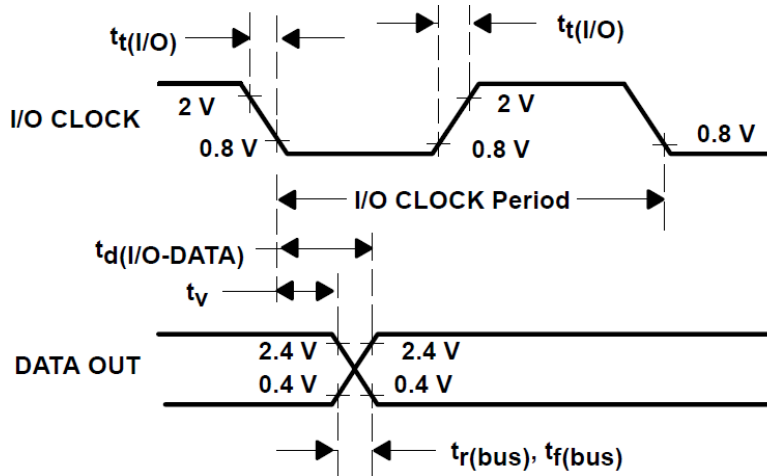 tt(I/O) tt(I/O)
I/O CLOCK 2 V 2 V
0.8 V 0.8 V 0.8 V
I/O CLOCK Period
td(I/O-DATA)
tv
DATA OUT 2.4 V 2.4 V
0.4 V 0.4 V
tr(bus), tf(bus)